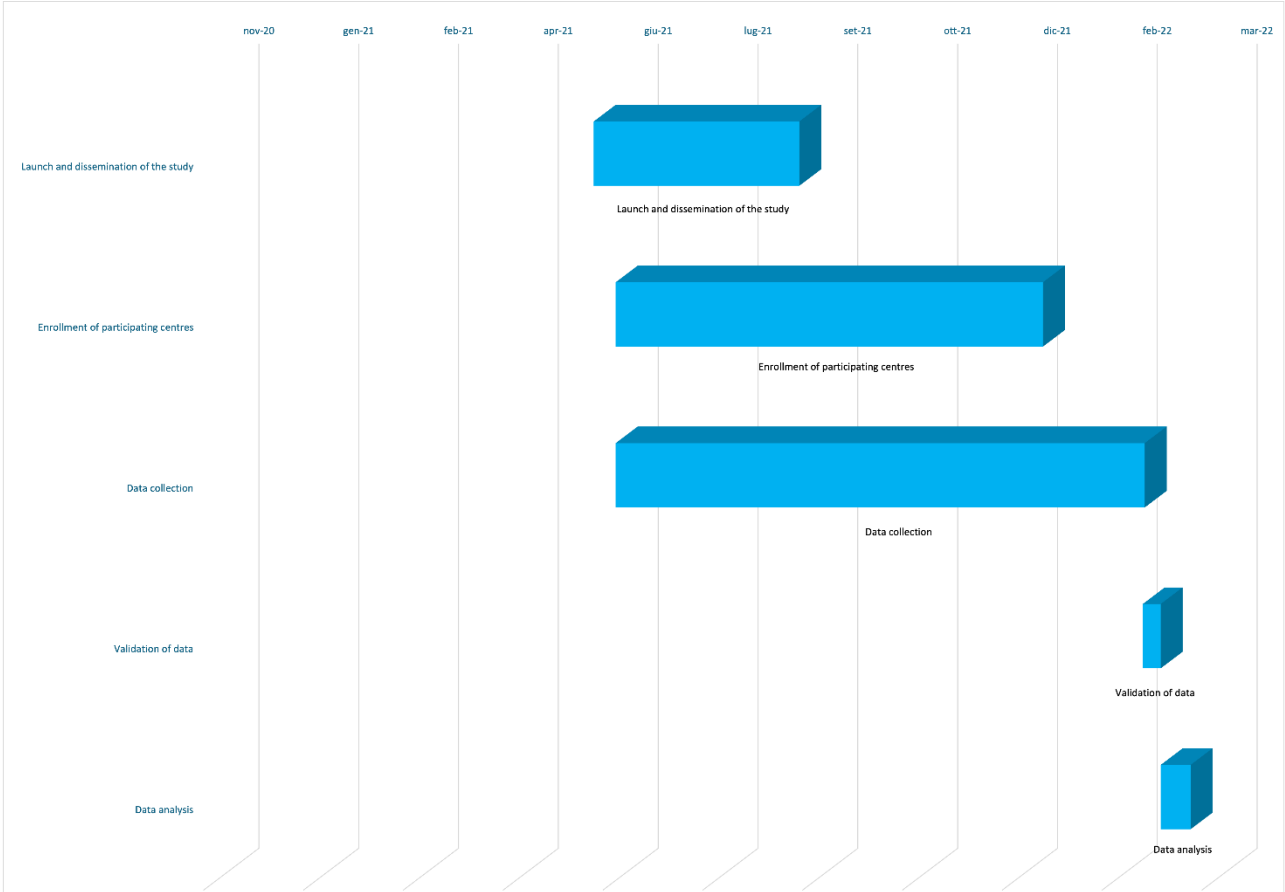 nov-20 gen-21 feb-21 apr-21 giu-21 lug-21 set-21 ott-21 dic-21 feb-22 mar-22
Launch and dissemination of the study
Launch and dissemination of the study
Enrollment of participating centres
Enrollment of participating centres
Data collection
Data collection
Validation of data
Validation of data
Data analysis
Data analysis